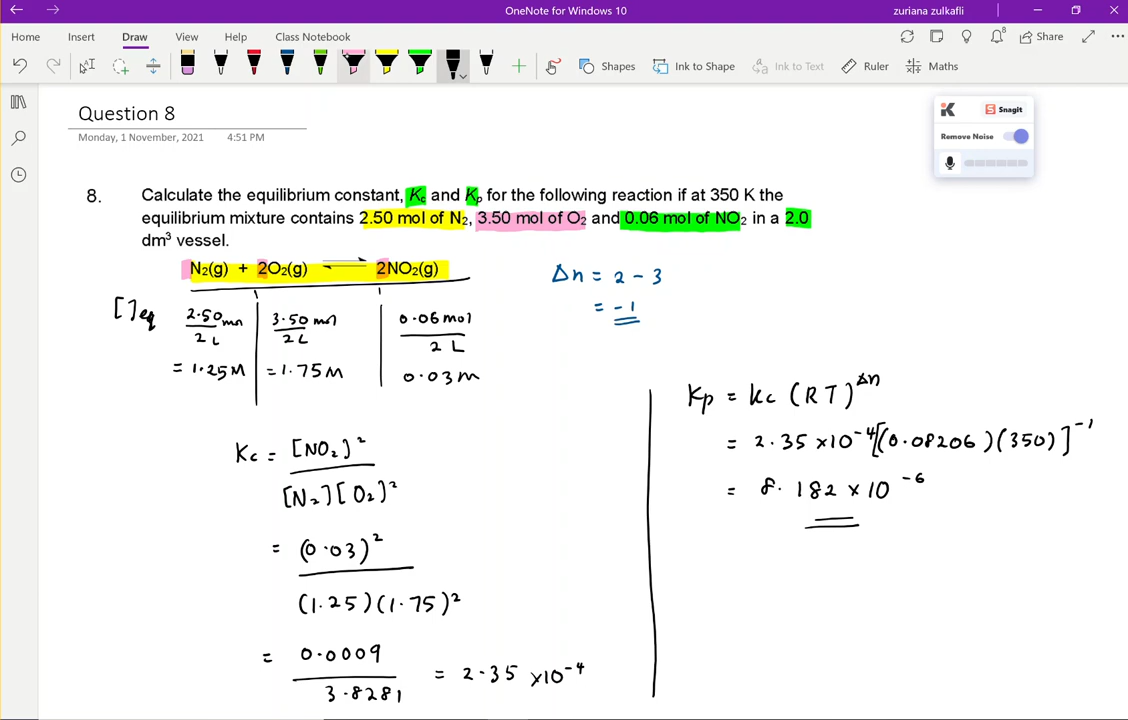 OneNote for Windows 10
zuriana zulkafli
Home Insert Draw View Help Class Notebook
8 Share
Shapes Ink to Shape Ink to Text Ruler Maths
Question 8
Monday, 1 November, 2021 4:51 PM
Snagit
Remove Noise
8. Calculate the equilibrium constant, Kc and Kp for the following reaction if at 350 K the
equilibrium mixture contains 2.50 mol of N₂, 3.50 mol of O₂ and 0.06 mol of NO₂ in a 2.0
dm³ vessel.
N₂(g) + 2O₂(g) ⇌ 2NO₂(g)
[ ]eq 2.50 mol / 2 L 3.50 mol / 2 L 0.06 mol / 2 L
= 1.25 M = 1.75 M 0.03 M
Kc = [NO₂]² / [N₂][O₂]²
= (0.03)² / (1.25)(1.75)²
= 0.0009 / 3.8281 = 2.35 × 10⁻⁴
Δn = 2 - 3
= -1
Kp = Kc (RT)^Δn
= 2.35 × 10⁻⁴ [(0.08206)(350)]⁻¹
= 8.182 × 10⁻⁶